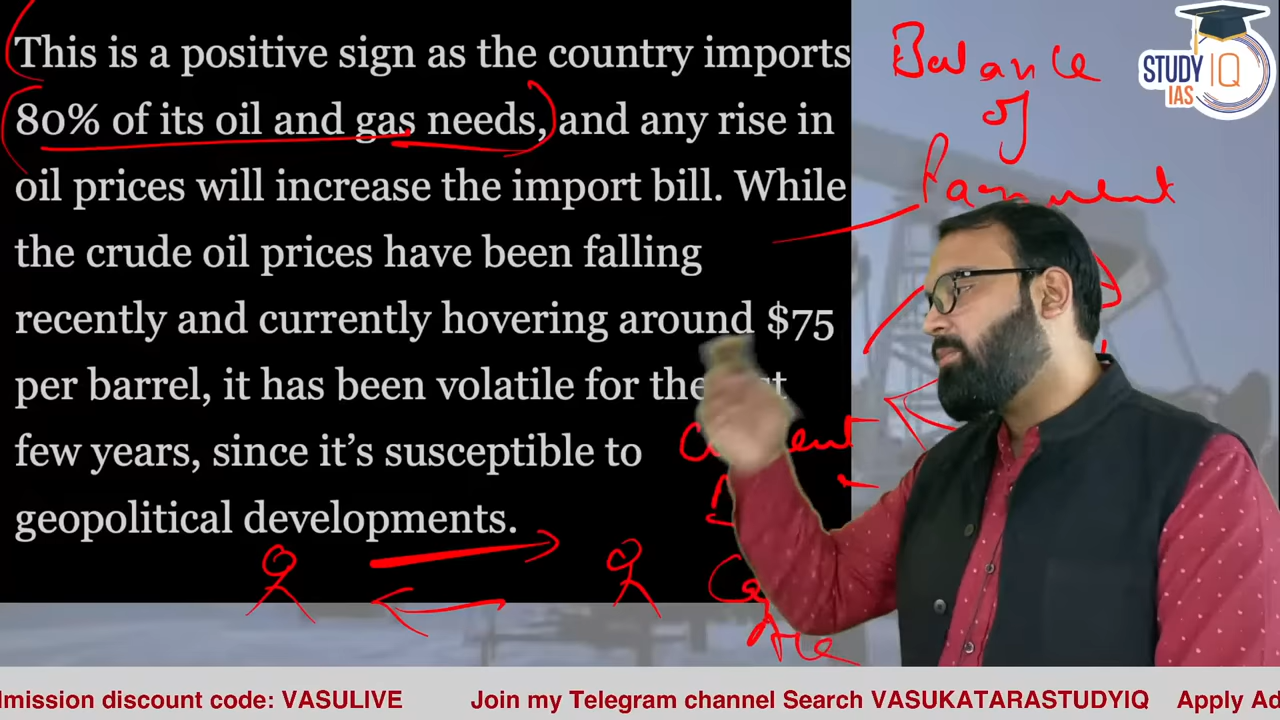 This is a positive sign as the country imports
80% of its oil and gas needs, and any rise in
oil prices will increase the import bill. While
the crude oil prices have been falling
recently and currently hovering around $75
per barrel, it has been volatile for the
few years, since it's susceptible to
geopolitical developments.
Balance
of
Payment
STUDY IQ
IAS
dmission discount code: VASULIVE Join my Telegram channel Search VASUKATARASTUDYIQ Apply Ad